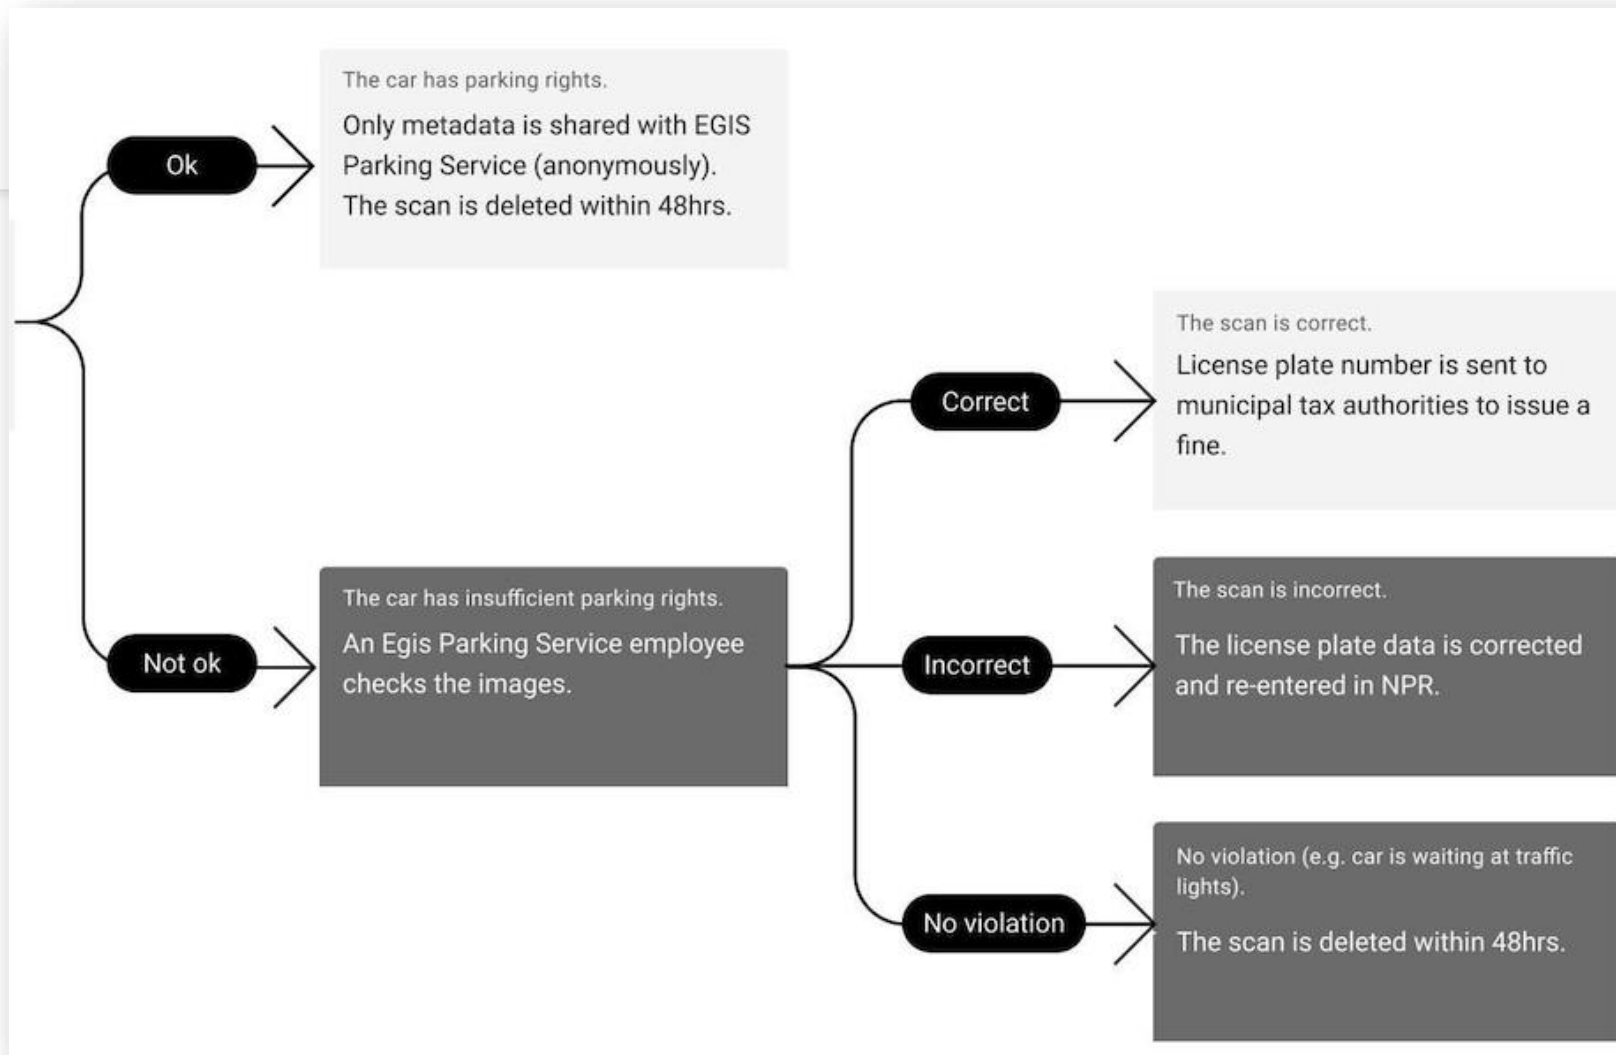 The car has parking rights.
Only metadata is shared with EGIS
Parking Service (anonymously).
The scan is deleted within 48hrs.
Ok
The scan is correct.
License plate number is sent to
municipal tax authorities to issue a
fine.
Correct
The car has insufficient parking rights.
An Egis Parking Service employee
checks the images.
Not ok
The scan is incorrect.
The license plate data is corrected
and re-entered in NPR.
Incorrect
No violation (e.g. car is waiting at traffic
lights).
The scan is deleted within 48hrs.
No violation